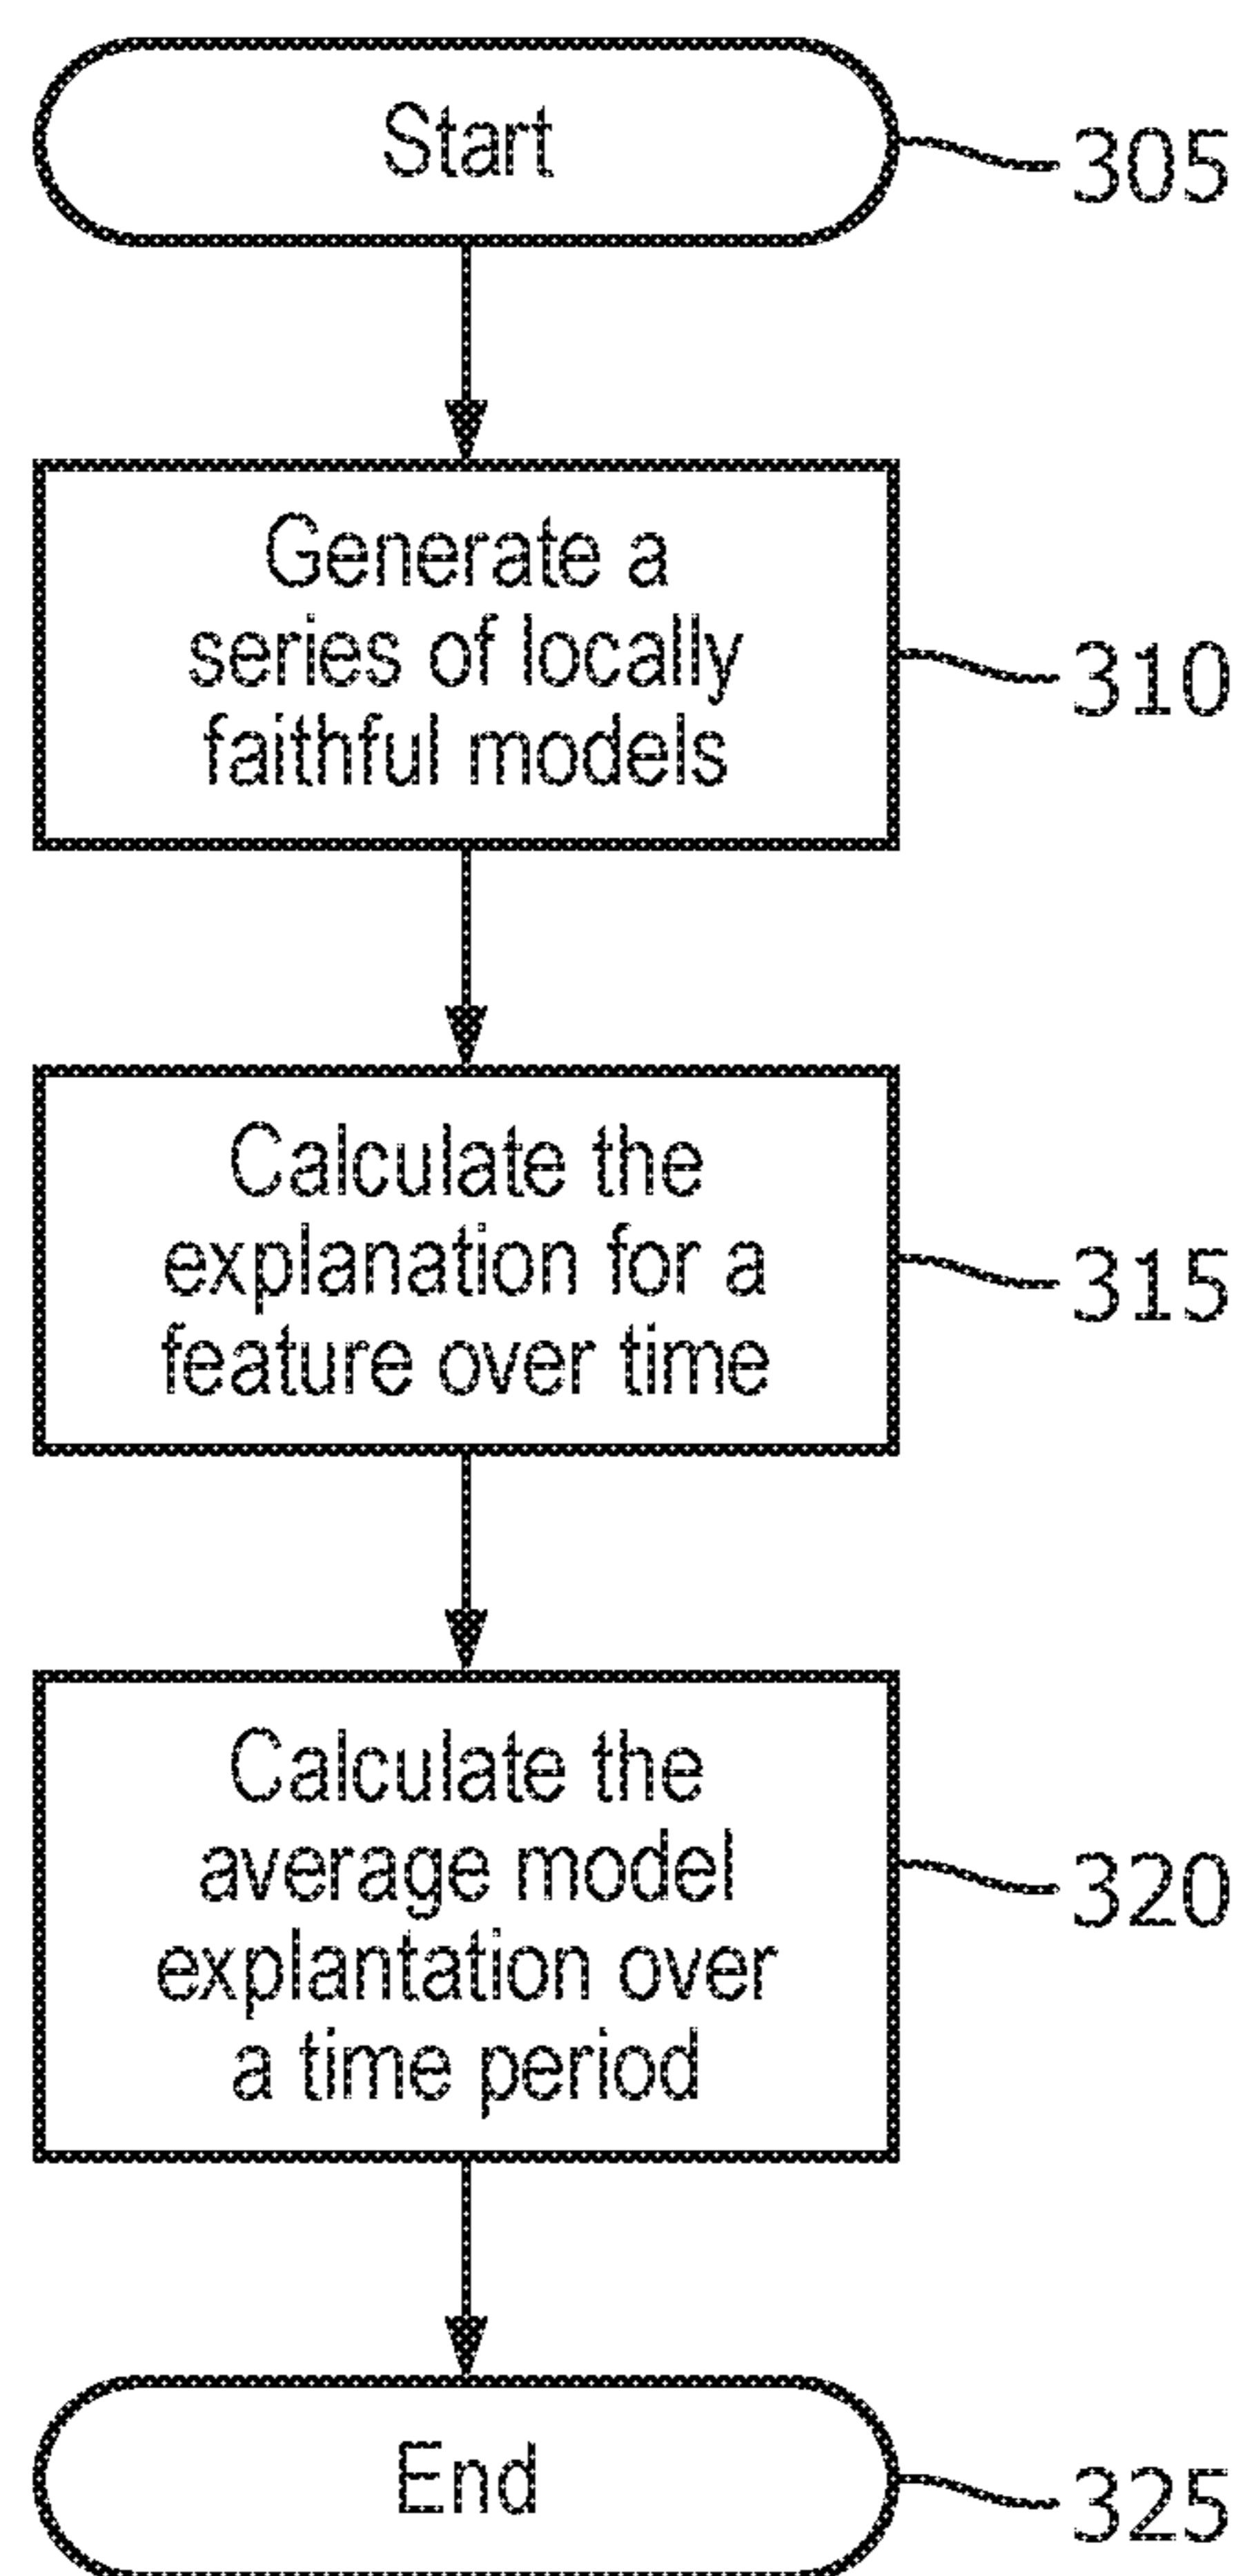 Start
305
Generate a
series of locally
faithful models
310
Calculate the
explanation for a
feature over time
315
Calculate the
average model
explantation over
a time period
320
End
325